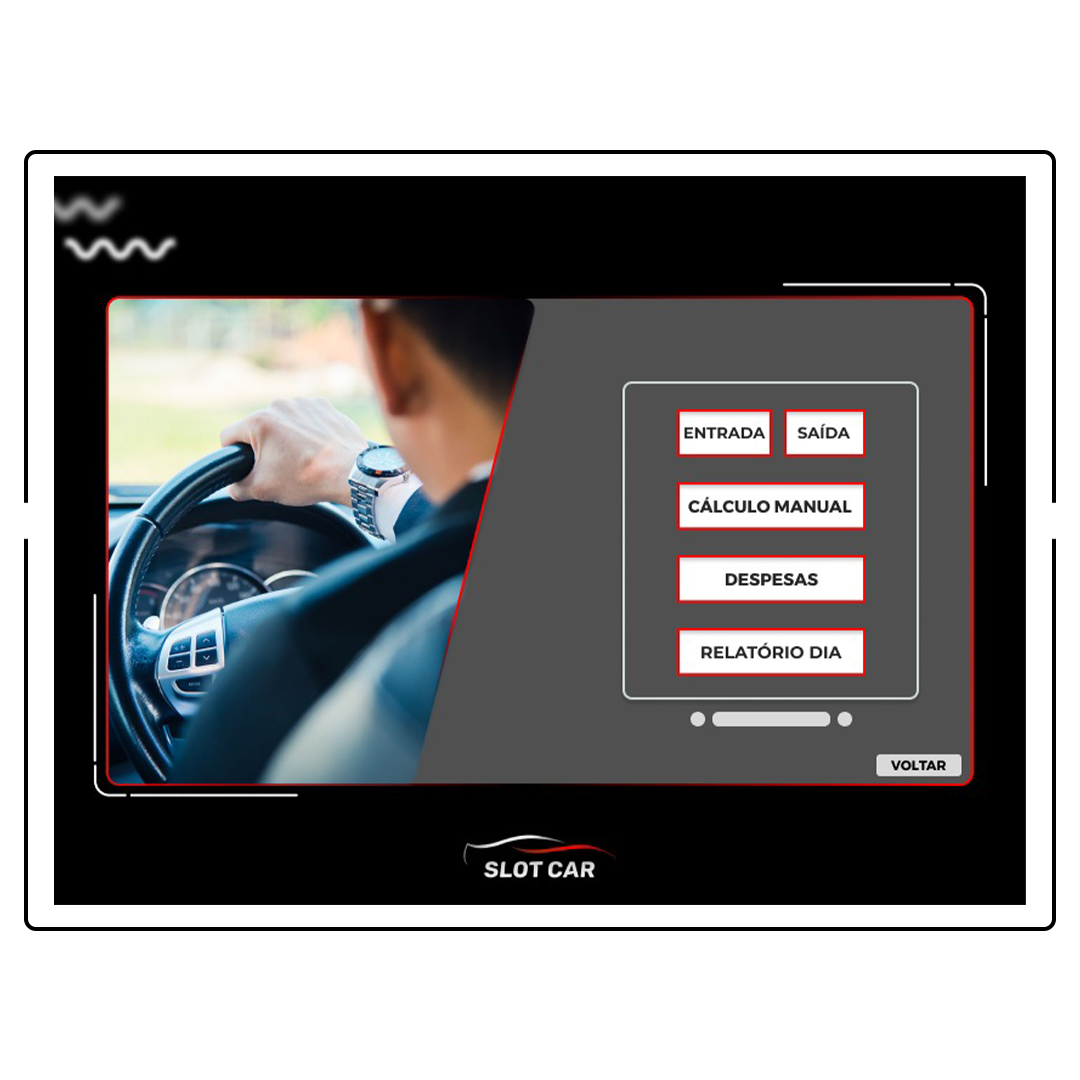 ENTRADA SAÍDA
CÁLCULO MANUAL
DESPESAS
RELATÓRIO DIA
VOLTAR
SLOT CAR